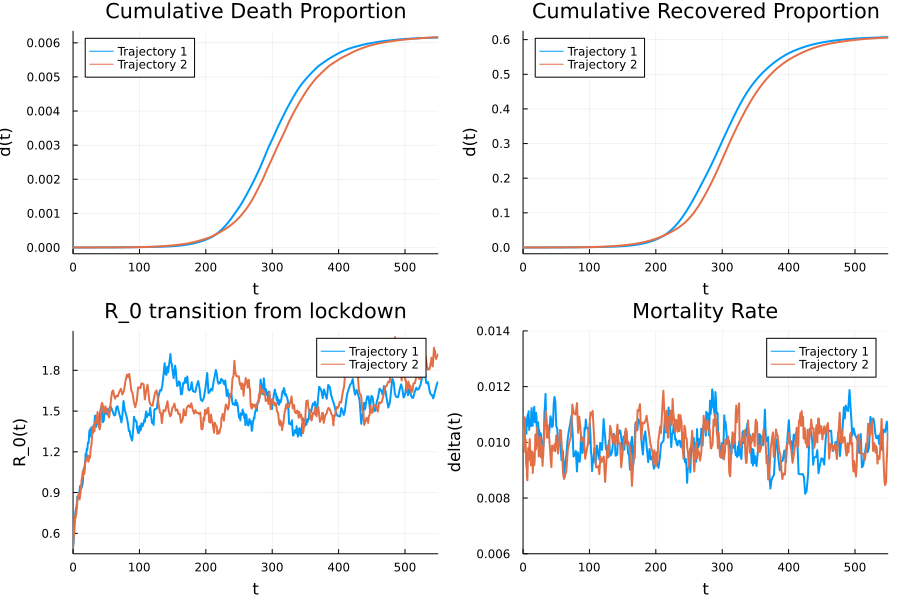 Cumulative Death Proportion
Trajectory 1
Trajectory 2
d(t)
0.006
0.005
0.004
0.003
0.002
0.001
0.000
0 100 200 300 400 500
t
Cumulative Recovered Proportion
Trajectory 1
Trajectory 2
d(t)
0.6
0.5
0.4
0.3
0.2
0.1
0.0
0 100 200 300 400 500
t
R_0 transition from lockdown
Trajectory 1
Trajectory 2
R_0(t)
1.8
1.5
1.2
0.9
0.6
0 100 200 300 400 500
t
Mortality Rate
Trajectory 1
Trajectory 2
delta(t)
0.014
0.012
0.010
0.008
0.006
0 100 200 300 400 500
t